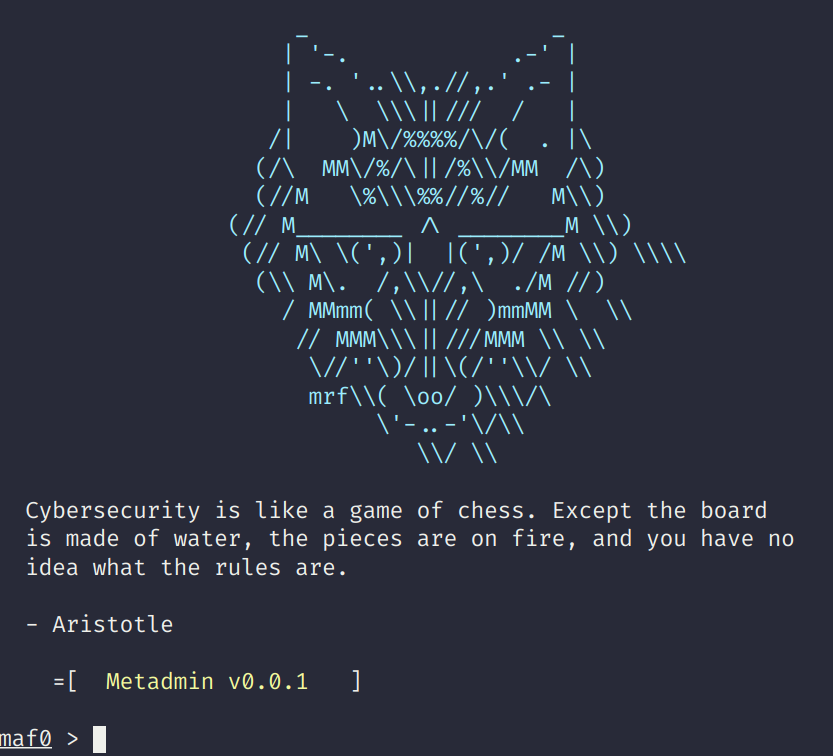 mrf
Cybersecurity is like a game of chess. Except the board
is made of water, the pieces are on fire, and you have no
idea what the rules are.
- Aristotle
=[  Metadmin v0.0.1   ]
maf0 >